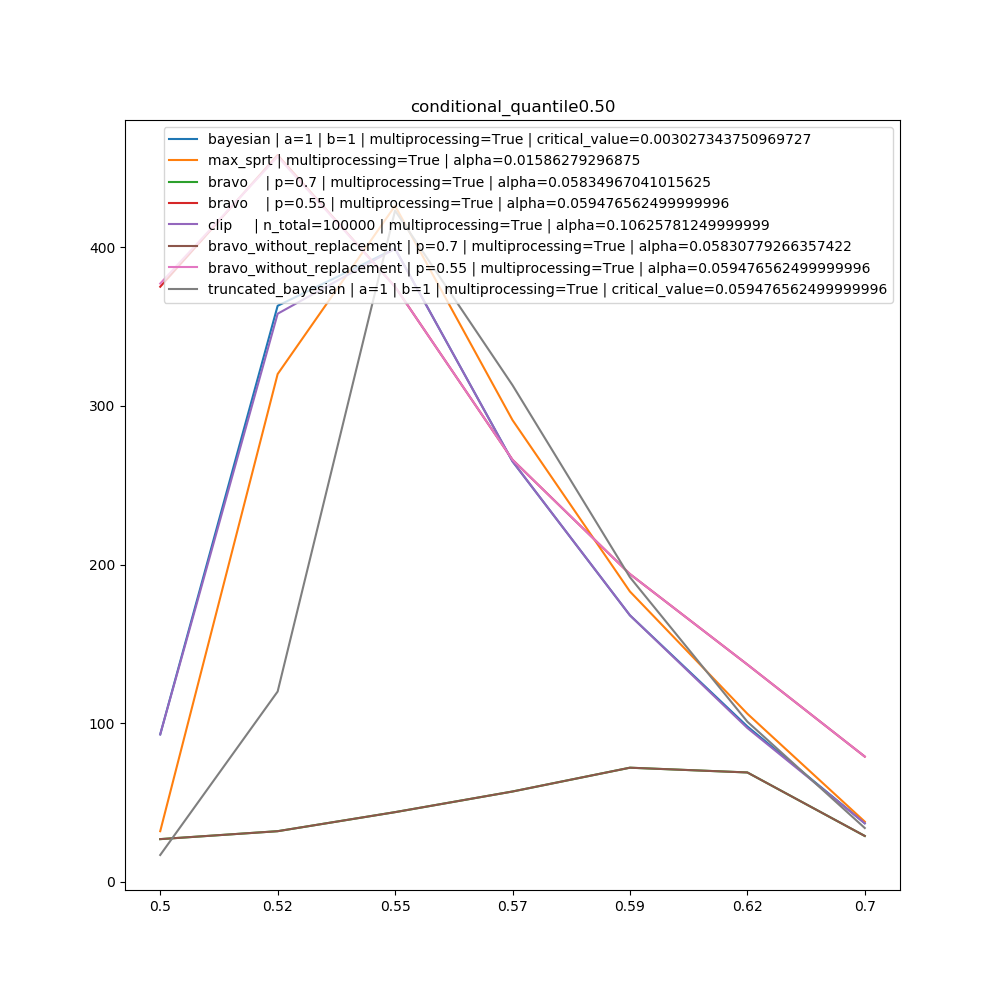 conditional_quantile0.50
bayesian | a=1 | b=1 | multiprocessing=True | critical_value=0.003027343750969727
max_sprt | multiprocessing=True | alpha=0.01586279296875
bravo    | p=0.7 | multiprocessing=True | alpha=0.05834967041015625
bravo    | p=0.55 | multiprocessing=True | alpha=0.059476562499999996
clip     | n_total=100000 | multiprocessing=True | alpha=0.10625781249999999
bravo_without_replacement | p=0.7 | multiprocessing=True | alpha=0.05830779266357422
bravo_without_replacement | p=0.55 | multiprocessing=True | alpha=0.059476562499999996
truncated_bayesian | a=1 | b=1 | multiprocessing=True | critical_value=0.059476562499999996
400
300
200
100
0
0.5 0.52 0.55 0.57 0.59 0.62 0.7